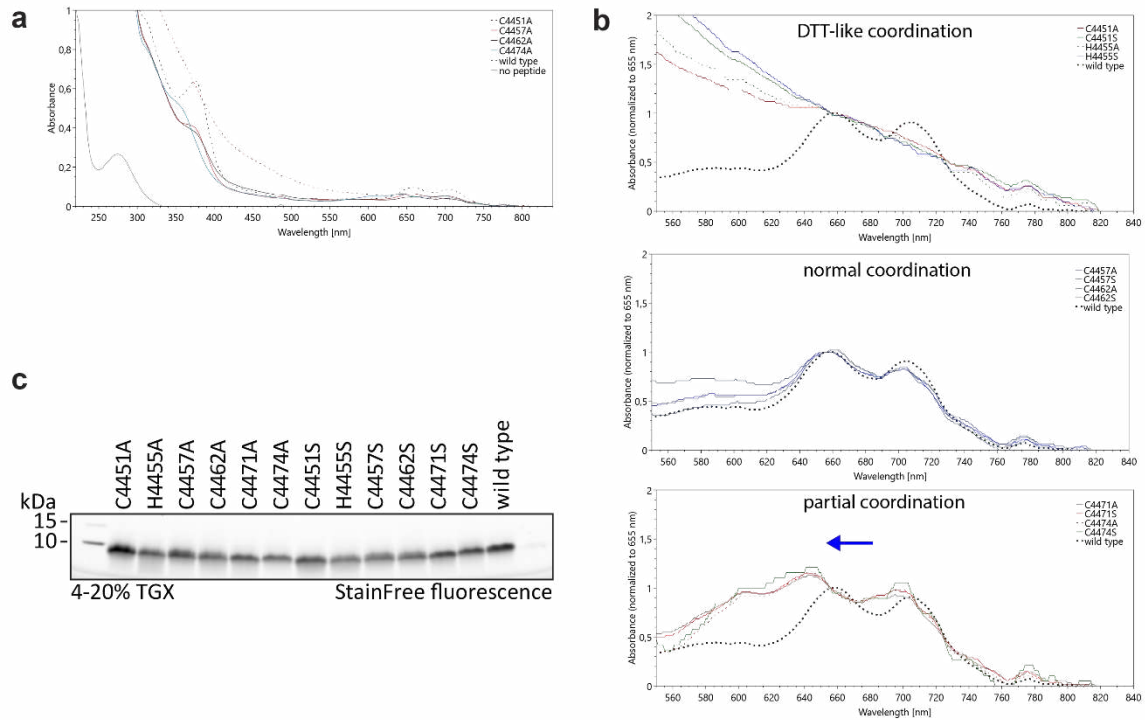 a
Absorbance
1
0,8
0,6
0,4
0,2
0
C4451A
C4457A
C4462A
C4474A
wild type
no peptide
250 300 350 400 450 500 550 600 650 700 750 800
Wavelength [nm]
b
Absorbance (normalized to 655 nm)
2
1,5
1
0,5
0
DTT-like coordination
C4451A
C4451S
H4455A
H4455S
wild type
560 580 600 620 640 660 680 700 720 740 760 780 800 820 840
Wavelength [nm]
Absorbance (normalized to 655 nm)
2
1,5
1
0,5
0
normal coordination
C4457A
C4457S
C4462A
C4462S
wild type
560 580 600 620 640 660 680 700 720 740 760 780 800 820 840
Wavelength [nm]
Absorbance (normalized to 655 nm)
2
1,5
1
0,5
0
partial coordination
C4471A
C4471S
C4474A
C4474S
wild type
560 580 600 620 640 660 680 700 720 740 760 780 800 820 840
Wavelength [nm]
c
C4451A
H4455A
C4457A
C4462A
C4471A
C4474A
C4451S
H4455S
C4457S
C4462S
C4471S
C4474S
wild type
kDa
15 -
10 -
4-20% TGX StainFree fluorescence